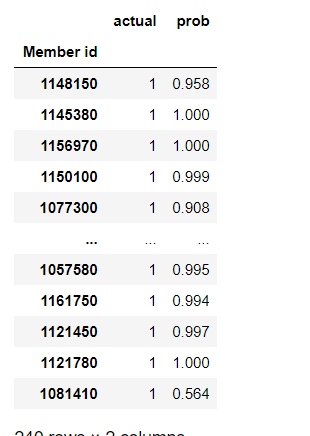 actual prob
Member id
1148150 1 0.958
1145380 1 1.000
1156970 1 1.000
1150100 1 0.999
1077300 1 0.908
... ... ...
1057580 1 0.995
1161750 1 0.994
1121450 1 0.997
1121780 1 1.000
1081410 1 0.564
rows × 2 columns